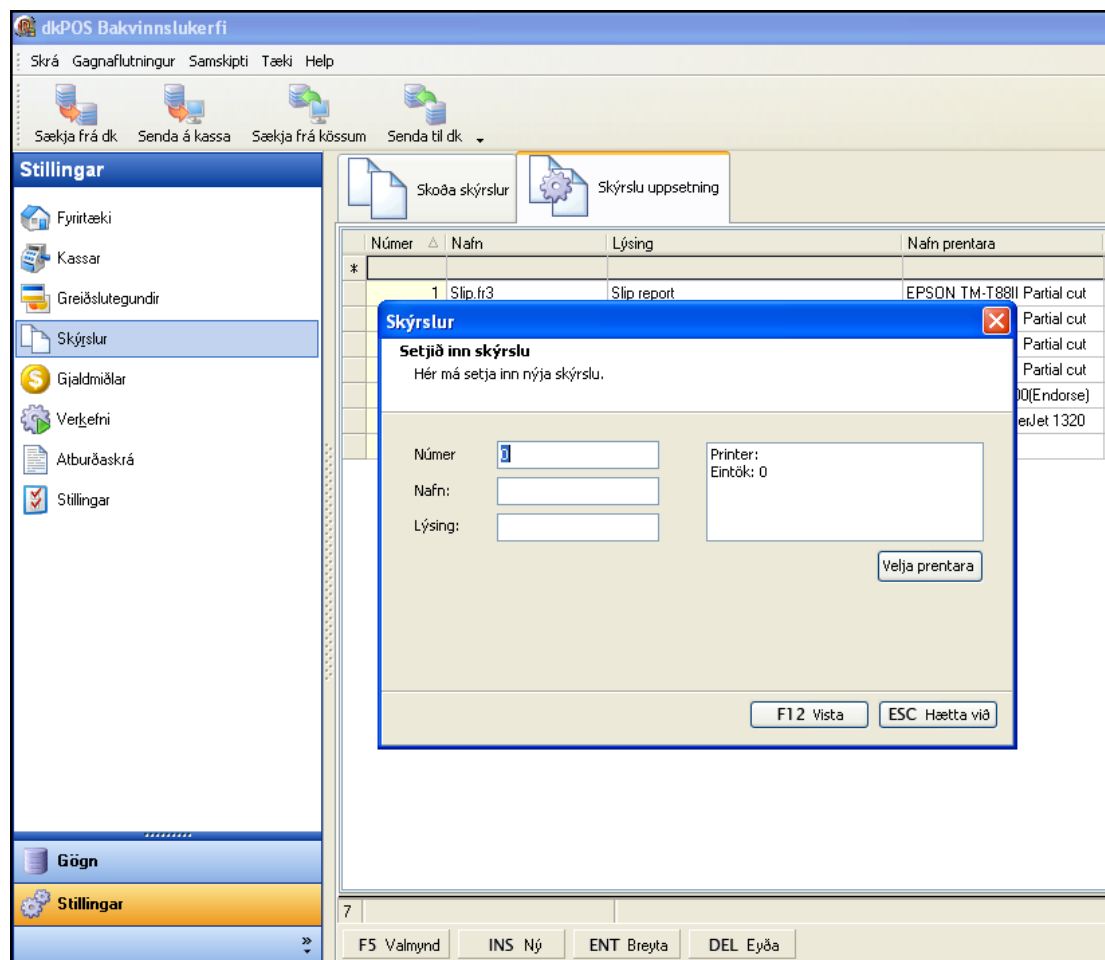 dkPOS Bakvinnslukerfi
Skrá Gagnaflutningur Samskipti Tæki Help
Sækja frá dk Senda á kassa Sækja frá kössum Senda til dk
Stillingar
Fyrirtæki
Kassar
Greiðslutegundir
Skýrslur
Gjaldmiðlar
Verkefni
Atburðaskrá
Stillingar
Gögn
Stillingar
Skoða skýrslur Skýrslu uppsetning
Númer Nafn Lýsing Nafn prentara
*
1 Slip.fr3 Slip report EPSON TM-T88II Partial cut
Partial cut
Partial cut
Partial cut
00(Endorse)
erJet 1320
Skýrslur
Setjið inn skýrslu
Hér má setja inn nýja skýrslu.
Númer 0
Nafn:
Lýsing:
Printer:
Eintök: 0
Velja prentara
F12 Vista ESC Hætta við
7
F5 Valmynd INS Ný ENT Breyta DEL Eyða